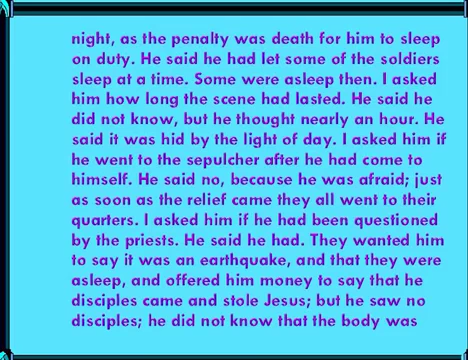 night, as the penalty was death for him to sleep
on duty. He said he had let some of the soldiers
sleep at a time. Some were asleep then. I asked
him how long the scene had lasted. He said he
did not know, but he thought nearly an hour. He
said it was hid by the light of day. I asked him if
he went to the sepulcher after he had come to
himself. He said no, because he was afraid; just
as soon as the relief came they all went to their
quarters. I asked him if he had been questioned
by the priests. He said he had. They wanted him
to say it was an earthquake, and that they were
asleep, and offered him money to say that he
disciples came and stole Jesus; but he saw no
disciples; he did not know that the body was